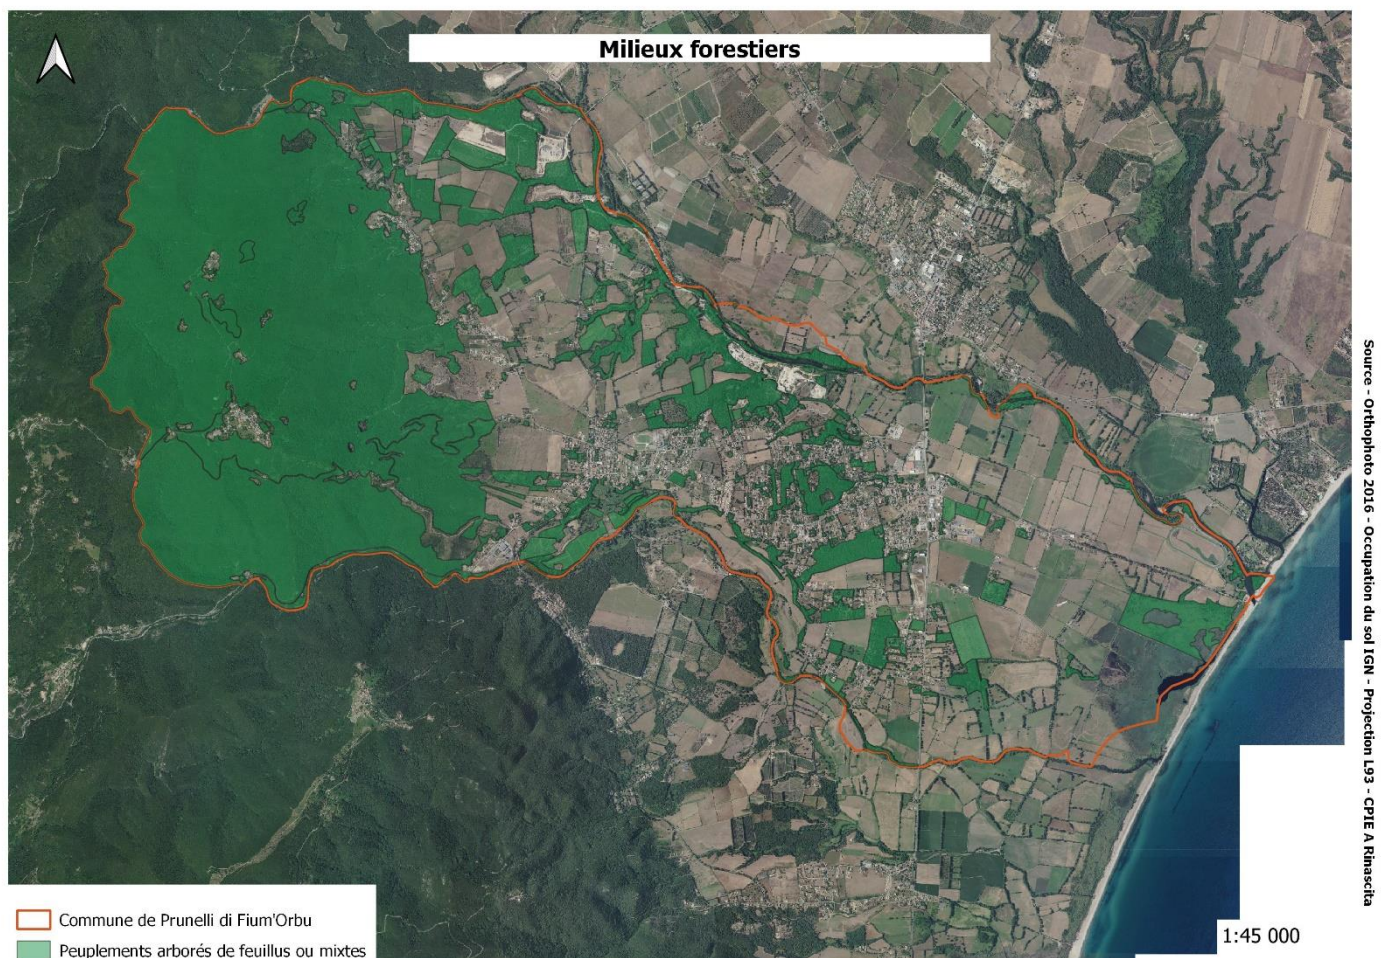 Milieux forestiers
Source - Orthophoto 2016 - Occupation du sol IGN - Projection L93 - CPIE A Rinascita
Commune de Prunelli di Fium'Orbu
Peuplements arborés de feuillus ou mixtes
1:45 000